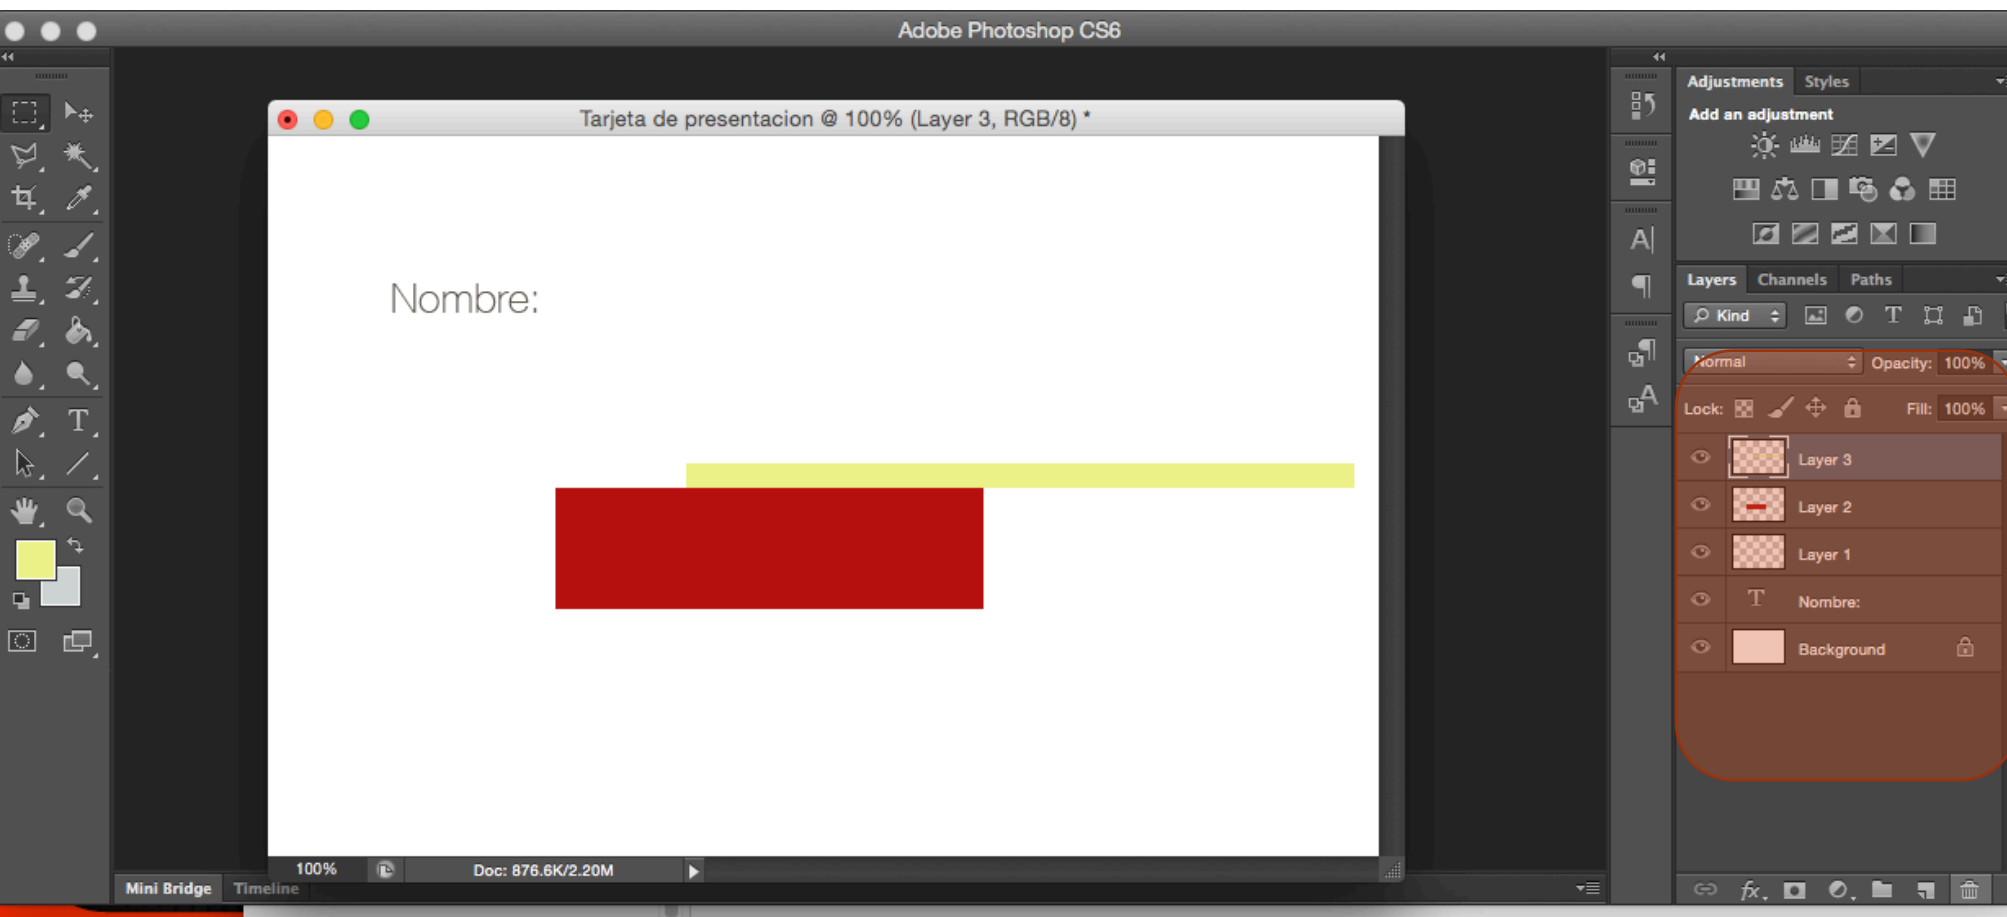 Adobe Photoshop CS6
Tarjeta de presentacion @ 100% (Layer 3, RGB/8) *
Nombre:
100%
Doc: 876.6K/2.20M
Mini Bridge Timeline
Adjustments Styles
Add an adjustment
Layers Channels Paths
Kind
Normal Opacity: 100%
Lock: Fill: 100%
Layer 3
Layer 2
Layer 1
Nombre:
Background